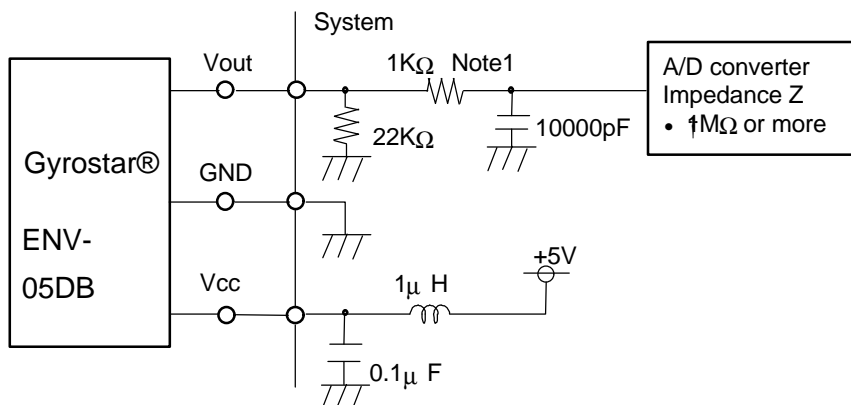 System
Vout
1KΩ Note1
22KΩ
10000pF
A/D converter
Impedance Z
• 1MΩ or more
Gyrostar®
ENV-
05DB
GND
Vcc
1μ H
+5V
0.1μ F